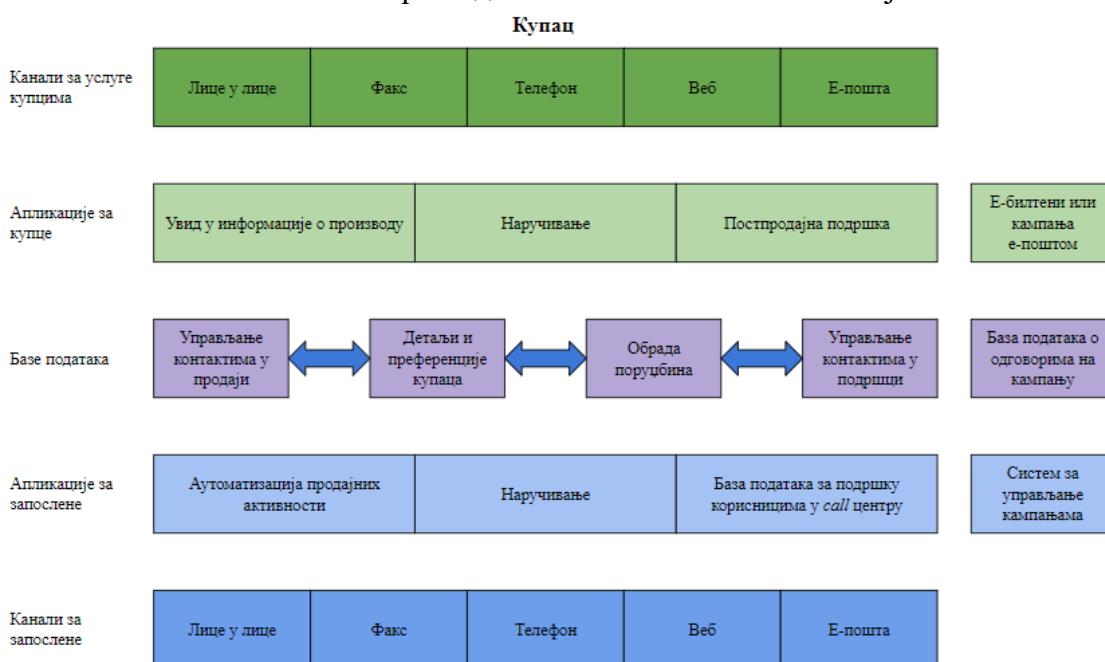 Купац
Канали за услуге
купцима
Лице у лице
Факс
Телефон
Веб
Е-пошта
Апликације за
купце
Увид у информације о производу
Наручивање
Постпродајна подршка
Е-билтени или
кампања
е-поштом
Базе података
Управљање
контактима у
продаји
Детаљи и
преференције
купаца
Обрада
поруџбина
Управљање
контактима у
подршци
База података о
одговорима на
кампању
Апликације за
запослене
Аутоматизација продајних
активности
Наручивање
База података за подршку
корисницима у call центру
Систем за
управљање
кампањама
Канали за
запослене
Лице у лице
Факс
Телефон
Веб
Е-пошта